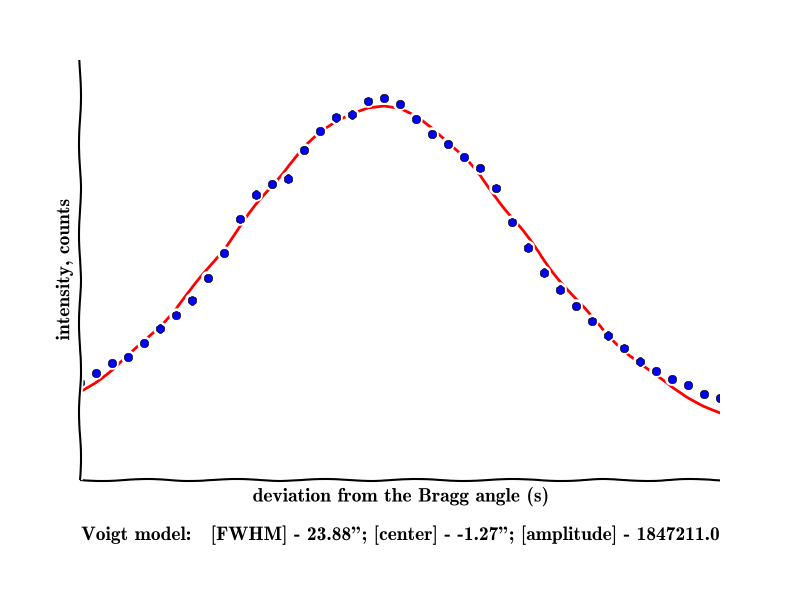 intensity, counts
deviation from the Bragg angle (s)
Voigt model: [FWHM] - 23.88”; [center] - -1.27”; [amplitude] - 1847211.0